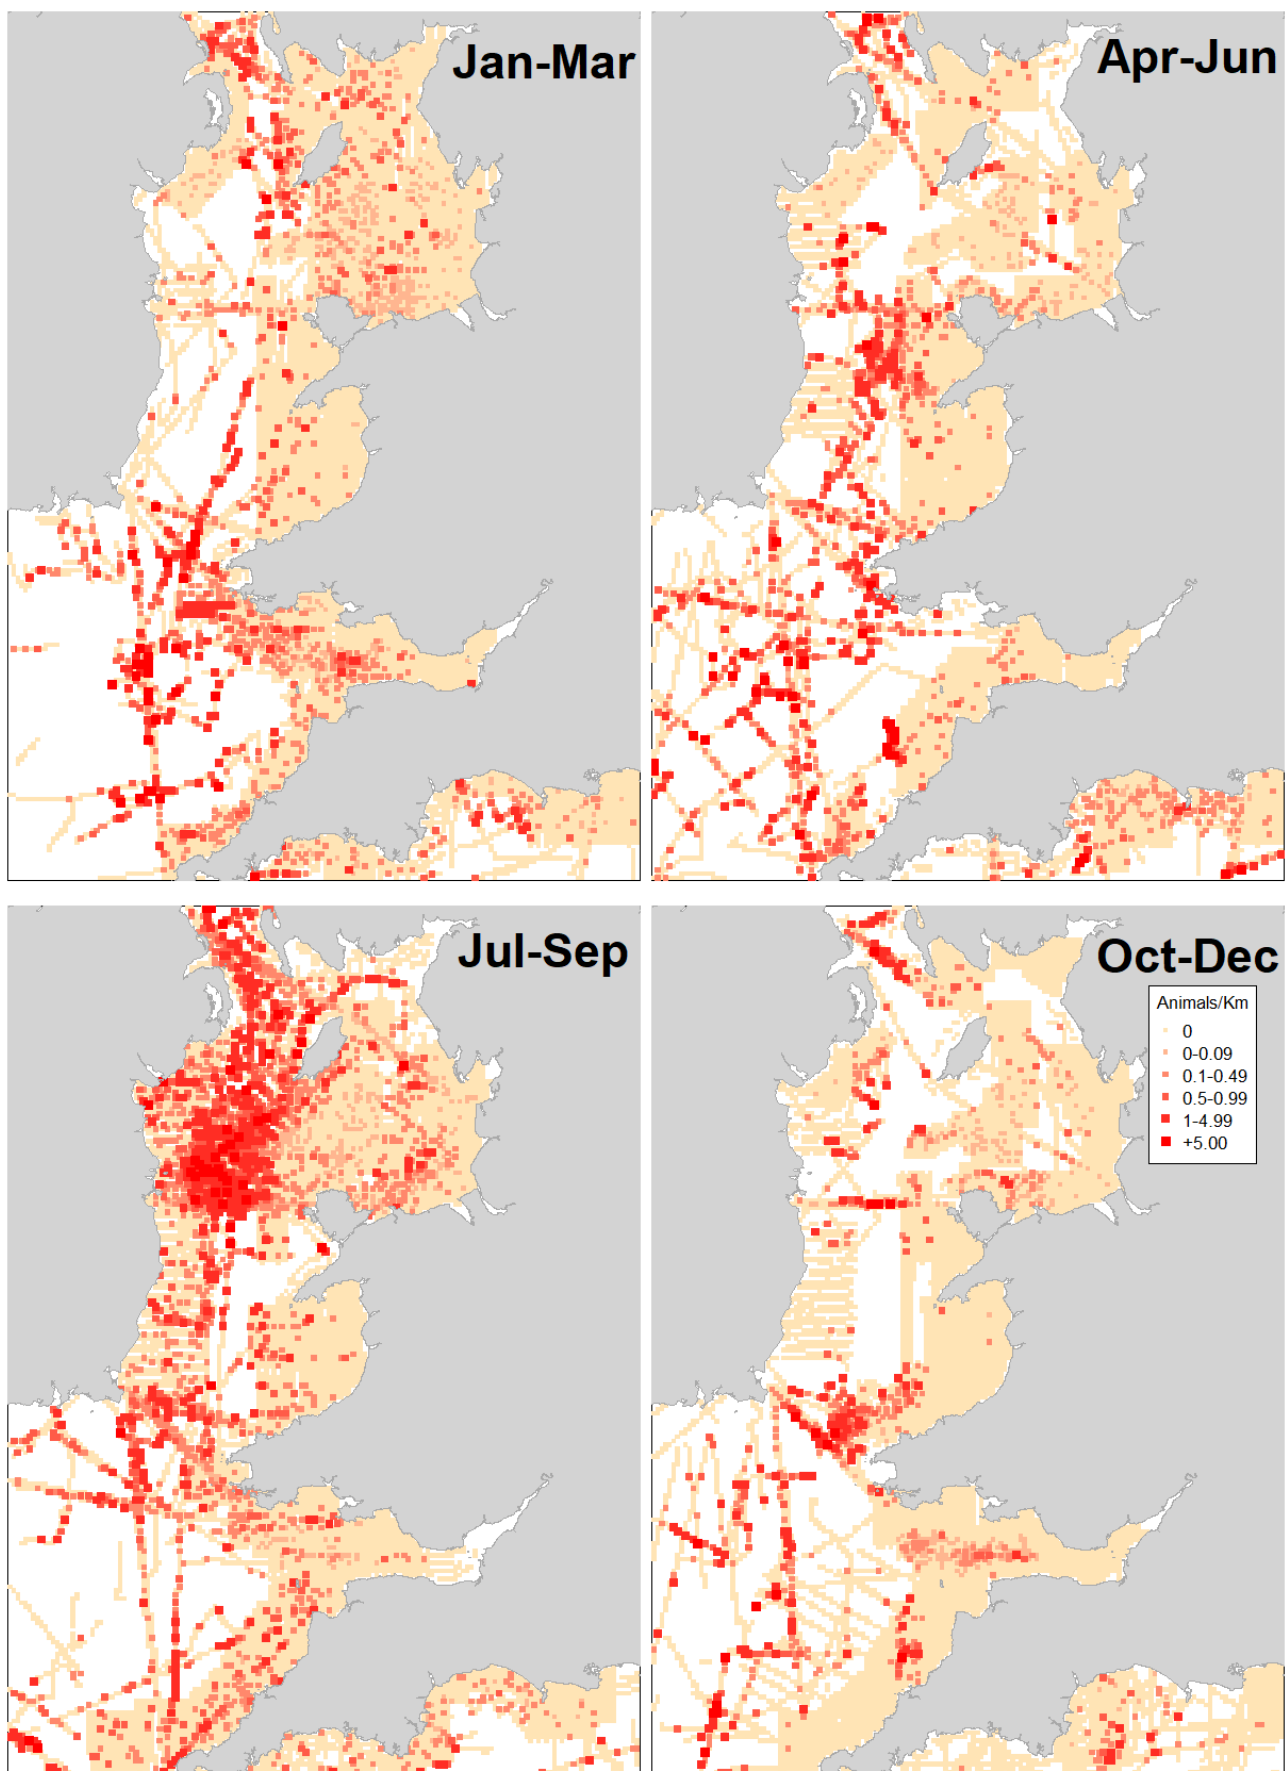 Jan-Mar
Apr-Jun
Jul-Sep
Oct-Dec
Animals/Km
0
0-0.09
0.1-0.49
0.5-0.99
1-4.99
+5.00